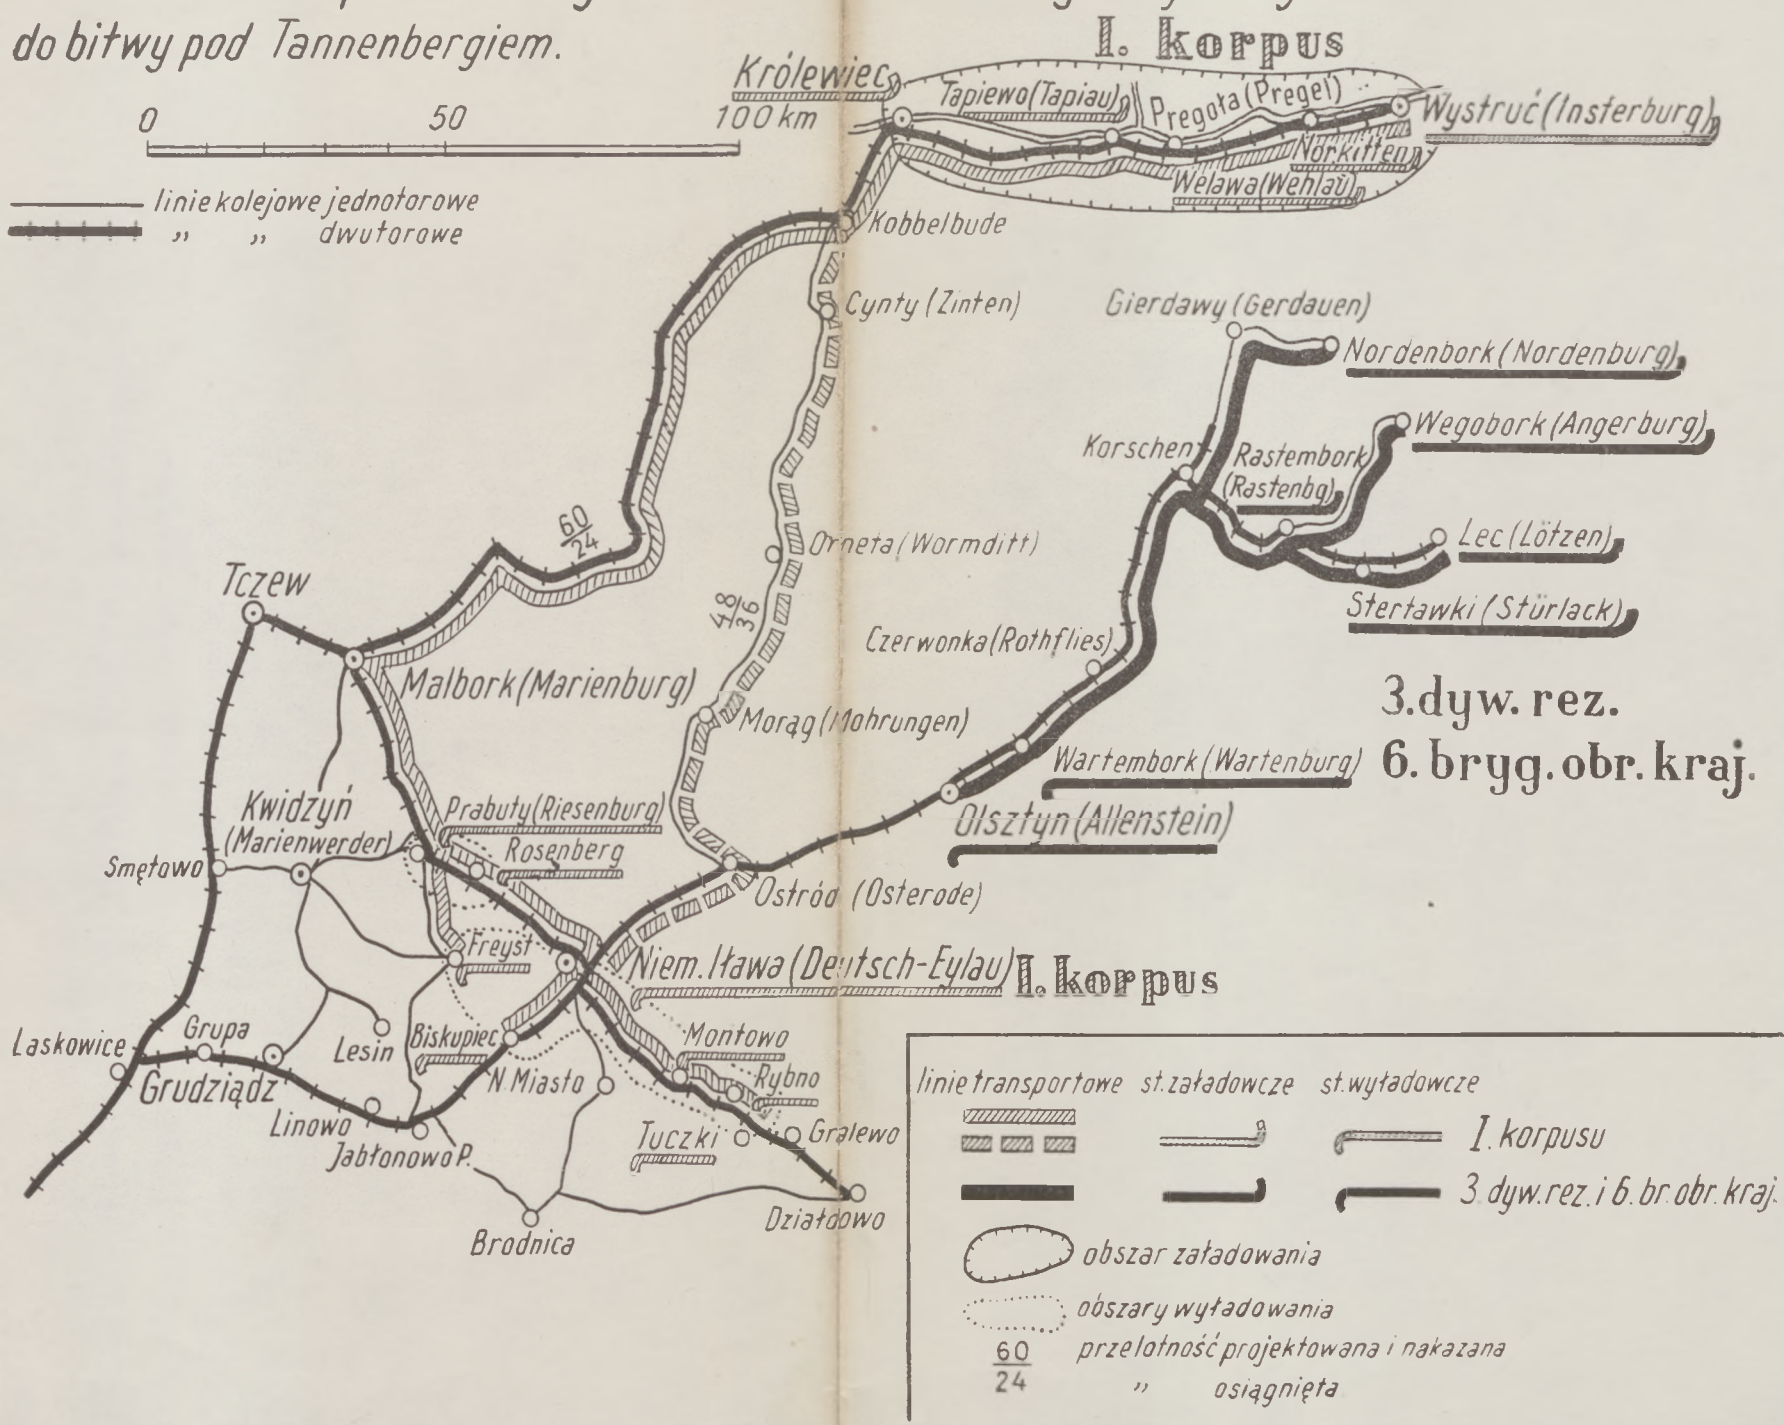 do bitwy pod Tannenbergiem.
0 50 100 km
linie kolejowe jednotorowe
„ „ dwutorowe
I. korpus
Królewiec
Tapiewo (Tapiau)
Pregoła (Pregel)
Wystruć (Insterburg)
Norkitten
Welawa (Wehlau)
Kobbelbude
Cynty (Zinten)
Gierdawy (Gerdauen)
Nordenbork (Nordenburg)
Wegobork (Angerburg)
Korschen
Rastembork
(Rastenbg)
Lec (Lötzen)
Stertawki (Stürlack)
60
24
Orneta (Wormditt)
48
36
Tczew
Czerwonka (Rothflies)
Malbork (Marienburg)
Morąg (Mohrungen)
3. dyw. rez.
6. bryg. obr. kraj.
Wartembork (Wartenburg)
Olsztyn (Allenstein)
Kwidzyń
(Marienwerder)
Prabuty (Riesenburg)
Rosenberg
Smętowo
Ostród (Osterode)
Freyst
Niem. Iława (Deutsch-Eylau)
I. korpus
Laskowice
Grupa
Lesin
Biskupiec
Montowo
Grudziądz
N. Miasto
Rybno
Linowo
Jabłonowo P.
Tuczki
Gralewo
Działdowo
Brodnica
linie transportowe st. załadowcze st. wyładowcze
I. korpusu
3. dyw. rez. i 6. br. obr. kraj.
obszar załadowania
obszary wyładowania
60 przelotność projektowana i nakazana
24 „ osiągnięta